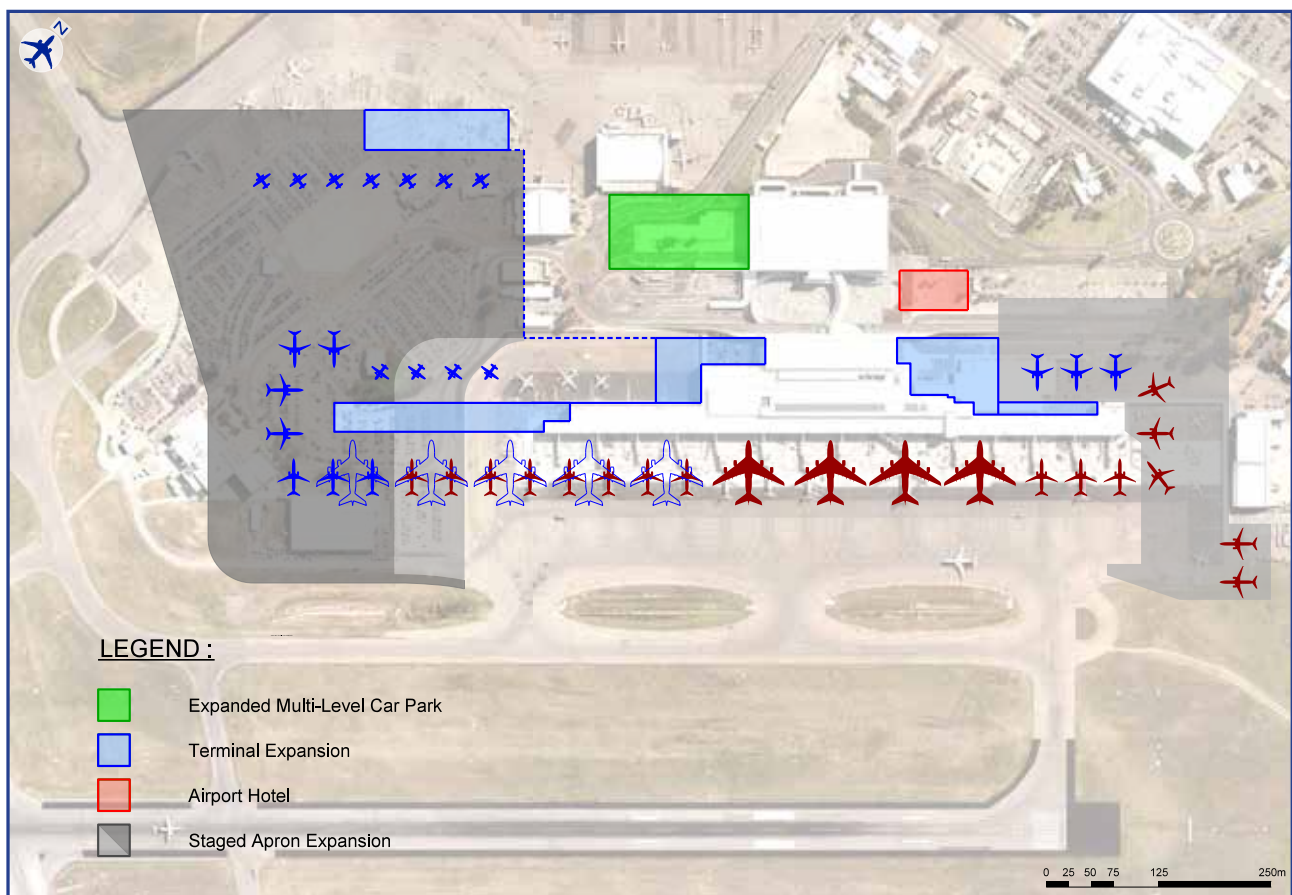 N
LEGEND :
Expanded Multi-Level Car Park
Terminal Expansion
Airport Hotel
Staged Apron Expansion
0 25 50 75 125 250m